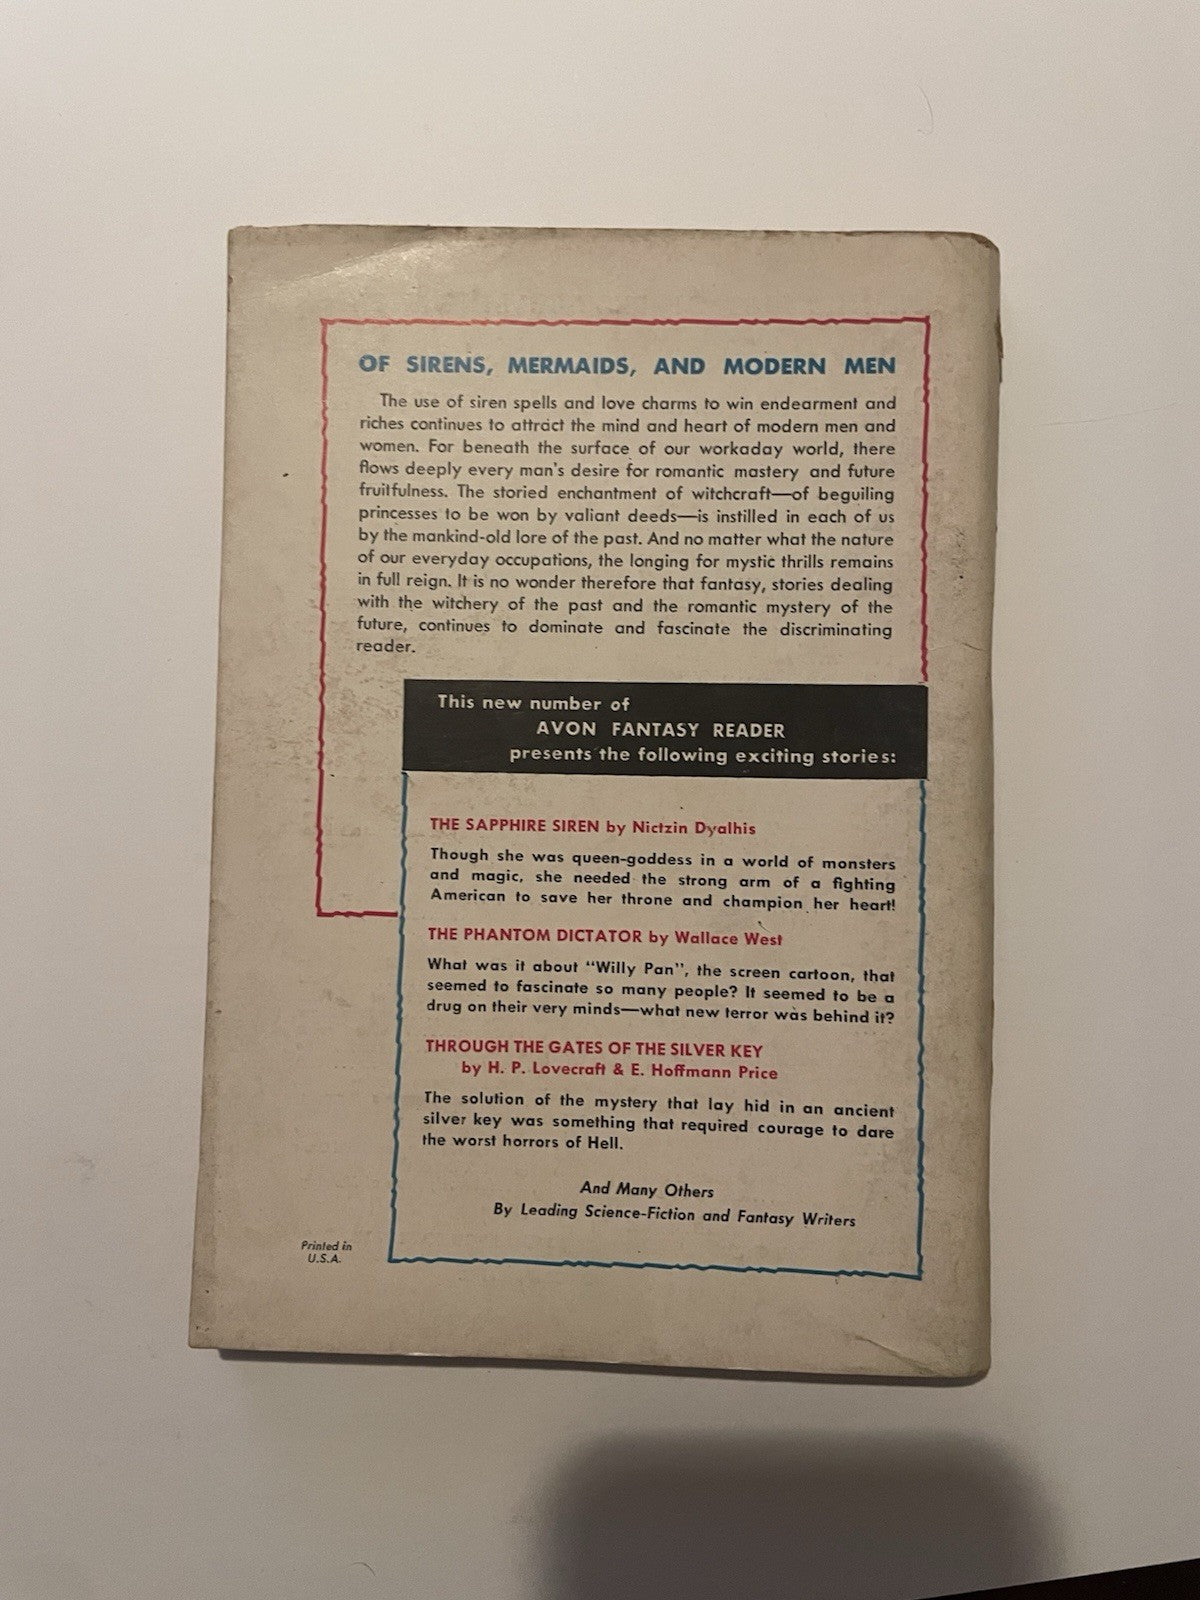 OF SIRENS, MERMAIDS, AND MODERN MEN
The use of siren spells and love charms to win endearment and
riches continues to attract the mind and heart of modern men and
women. For beneath the surface of our workaday world, there
flows deeply every man's desire for romantic mastery and future
fruitfulness. The storied enchantment of witchcraft—of beguiling
princesses to be won by valiant deeds—is instilled in each of us
by the mankind-old lore of the past. And no matter what the nature
of our everyday occupations, the longing for mystic thrills remains
in full reign. It is no wonder therefore that fantasy, stories dealing
with the witchery of the past and the romantic mystery of the
future, continues to dominate and fascinate the discriminating
reader.
This new number of
AVON FANTASY READER
presents the following exciting stories:
THE SAPPHIRE SIREN by Nictzin Dyalhis
Though she was queen-goddess in a world of monsters
and magic, she needed the strong arm of a fighting
American to save her throne and champion her heart!
THE PHANTOM DICTATOR by Wallace West
What was it about "Willy Pan", the screen cartoon, that
seemed to fascinate so many people? It seemed to be a
drug on their very minds—what new terror was behind it?
THROUGH THE GATES OF THE SILVER KEY
by H. P. Lovecraft & E. Hoffmann Price
The solution of the mystery that lay hid in an ancient
silver key was something that required courage to dare
the worst horrors of Hell.
And Many Others
By Leading Science-Fiction and Fantasy Writers
Printed in
U.S.A.